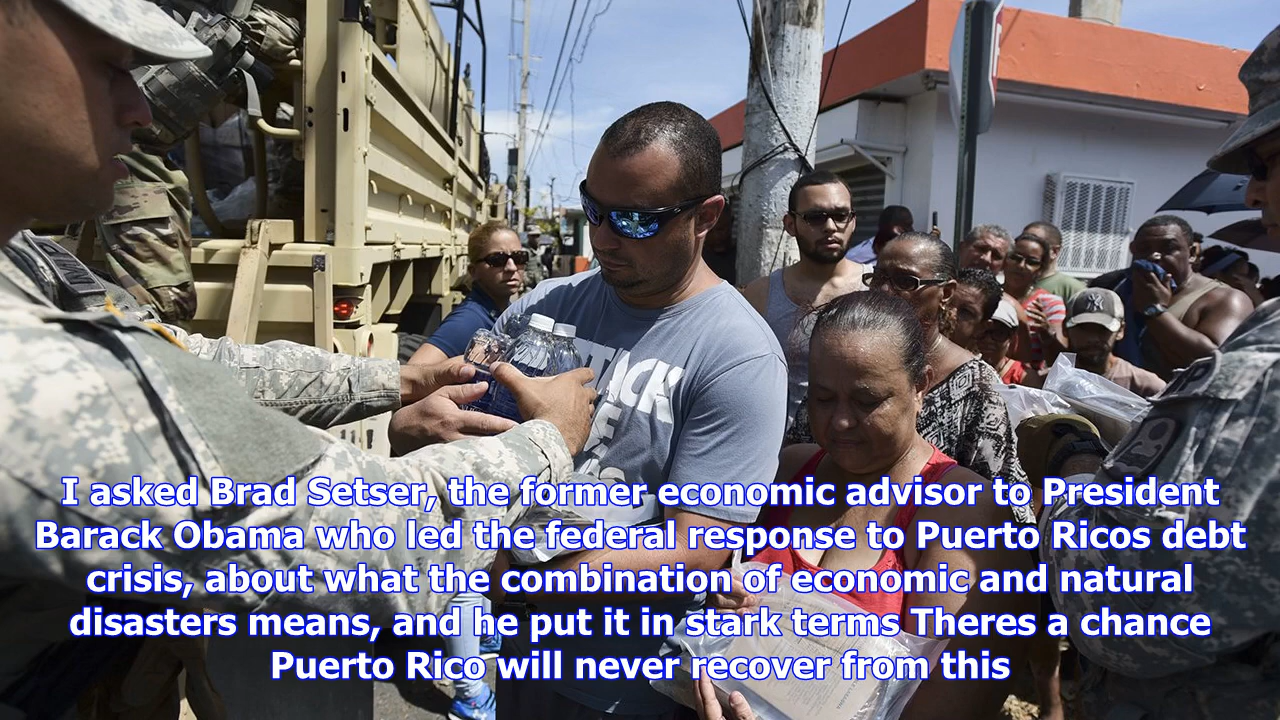 I asked Brad Setser, the former economic advisor to President
Barack Obama who led the federal response to Puerto Ricos debt
crisis, about what the combination of economic and natural
disasters means, and he put it in stark terms Theres a chance
Puerto Rico will never recover from this